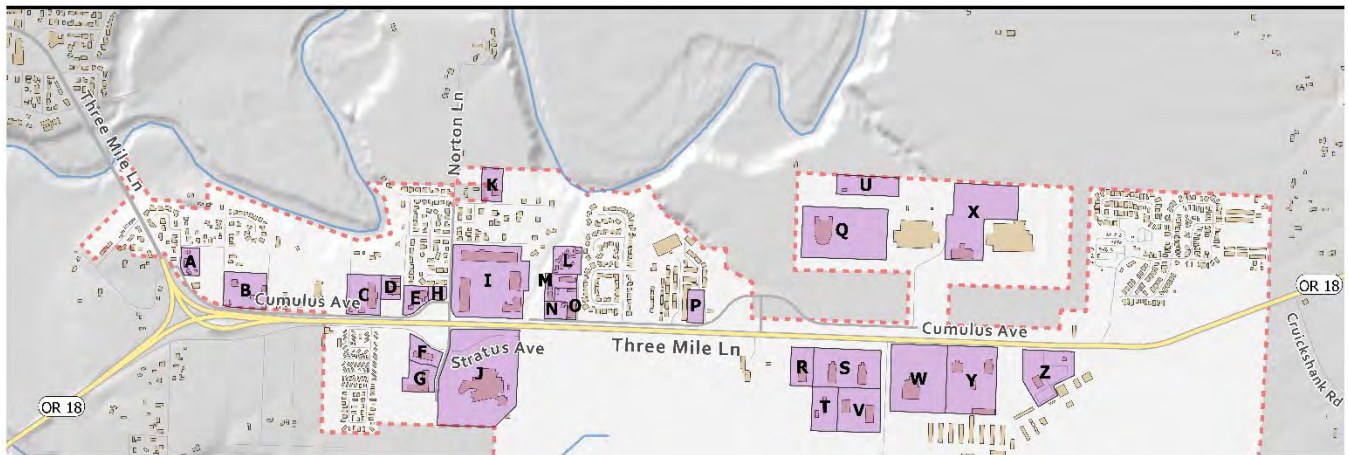 Three Mile Ln
Norton Ln
K
U
X
Q
A
B
C
D
E
H
I
L
M
N
O
P
Cumulus Ave
Cumulus Ave
OR 18
Cruickshank Rd
F
G
Stratus Ave
J
Three Mile Ln
R
S
T
V
W
Y
Z
OR 18